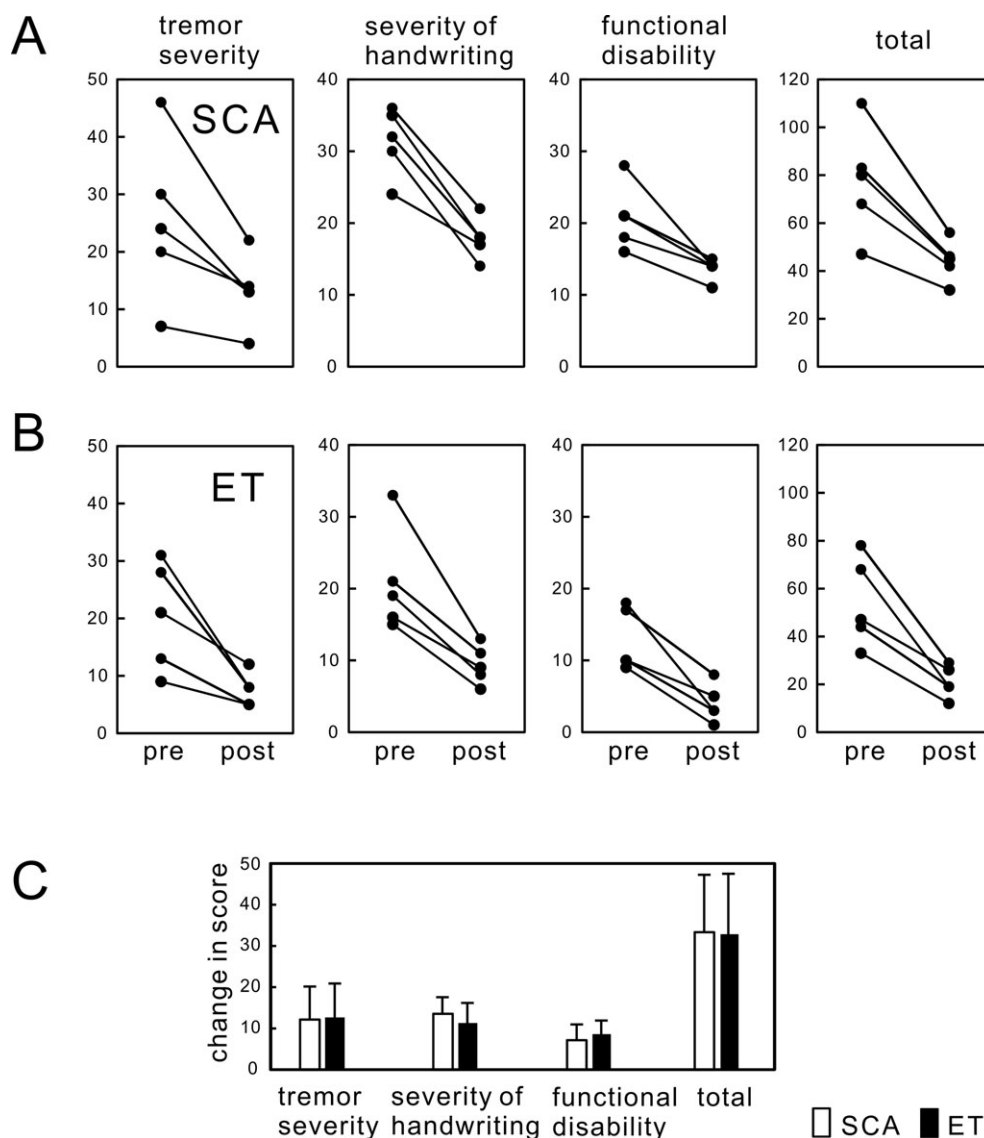 A
tremor
severity
severity of
handwriting
functional
disability
total
50
40
30
20
10
0
SCA
40
30
20
10
0
40
30
20
10
0
120
100
80
60
40
20
0
B
50
40
30
20
10
0
ET
40
30
20
10
0
40
30
20
10
0
120
100
80
60
40
20
0
pre post
pre post
pre post
pre post
C
change in score
50
40
30
20
10
0
tremor
severity
severity of
handwriting
functional
disability
total
SCA ET